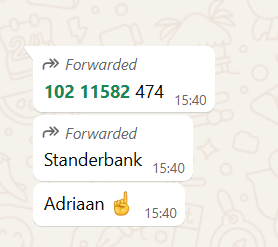 Forwarded
102 11582 474
15:40
Forwarded
Standerbank
15:40
Adriaan ☝️
15:40